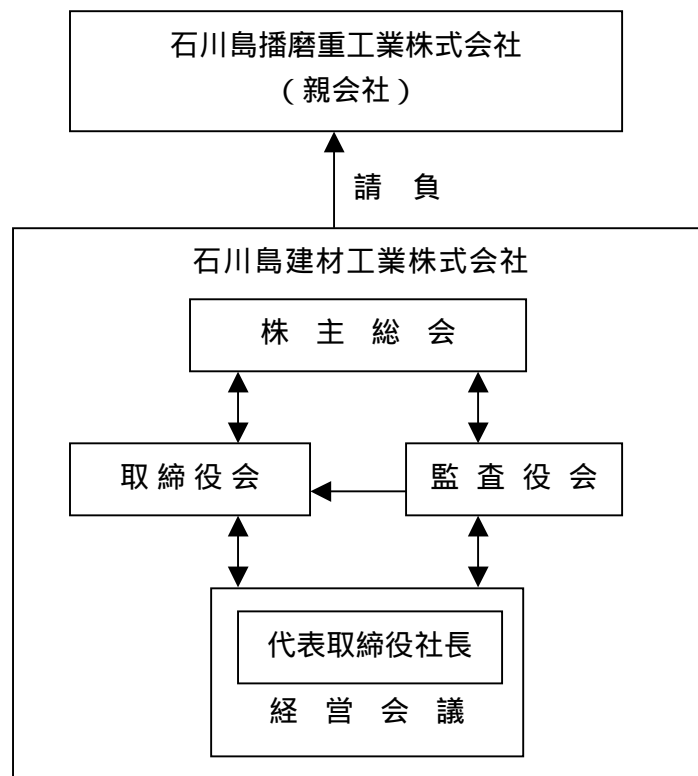 石川島播磨重工業株式会社
(親会社)
請 負
石川島建材工業株式会社
株 主 総 会
取 締 役 会
監 査 役 会
代表取締役社長
経 営 会 議